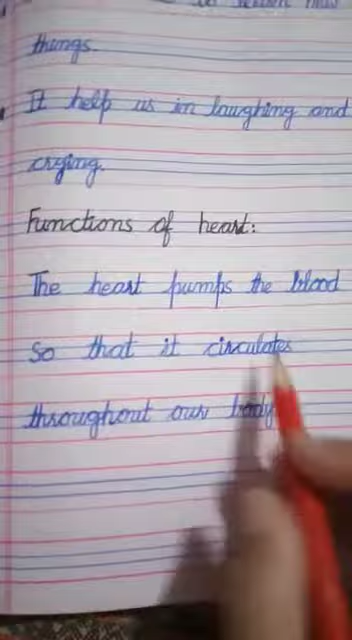 things.
It help us in laughing and
crying.
Functions of heart:
The heart pumps the blood
so that it circulates
throughout our body